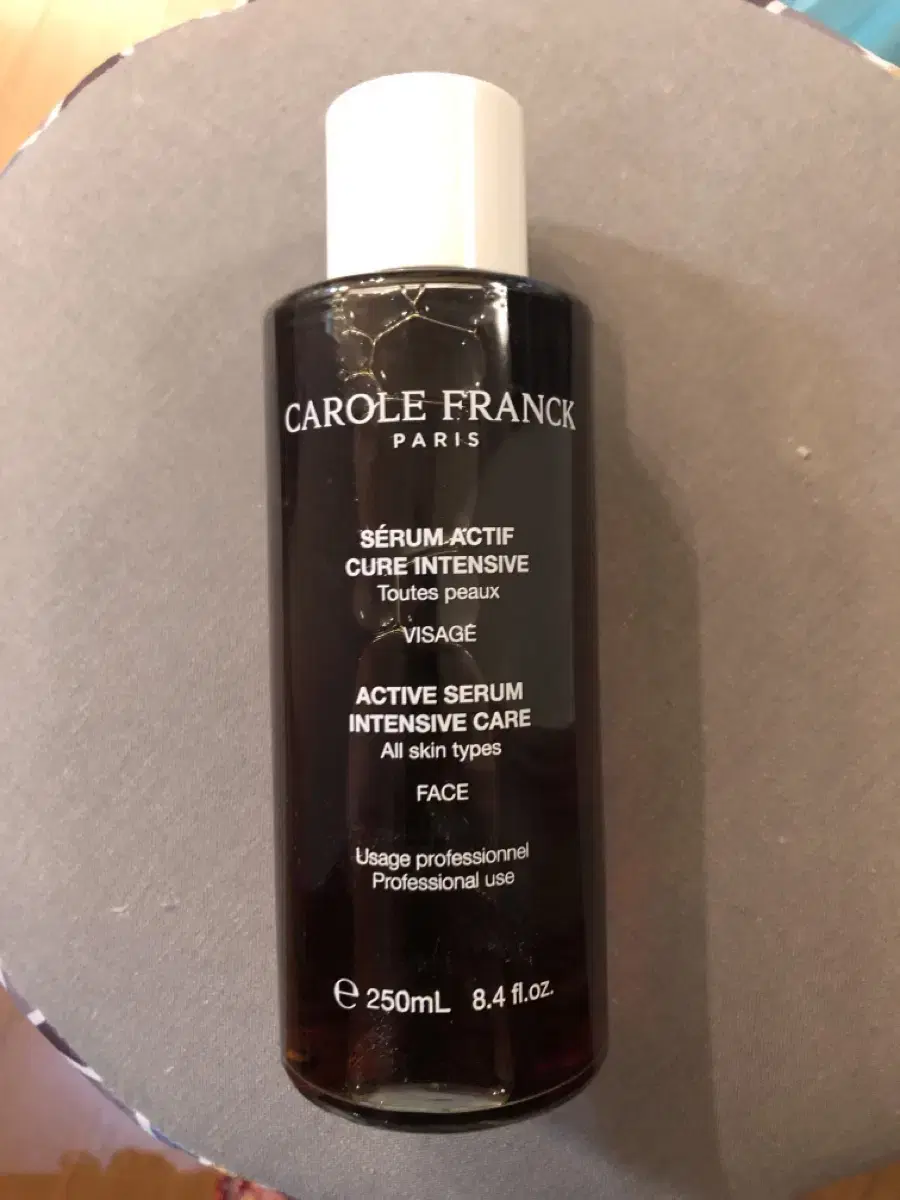 CAROLE FRANCK
PARIS
SÉRUM ACTIF
CURE INTENSIVE
Toutes peaux
VISAGE
ACTIVE SERUM
INTENSIVE CARE
All skin types
FACE
Usage professionnel
Professional use
℮ 250mL 8.4 fl.oz.